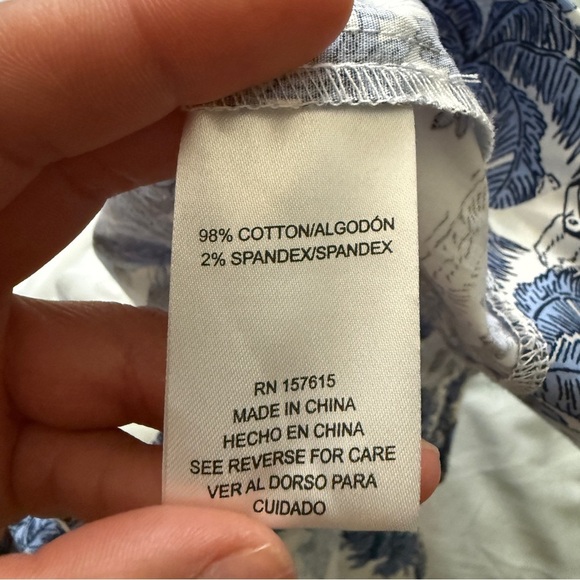 98% COTTON/ALGODÓN
2% SPANDEX/SPANDEX
RN 157615
MADE IN CHINA
HECHO EN CHINA
SEE REVERSE FOR CARE
VER AL DORSO PARA
CUIDADO